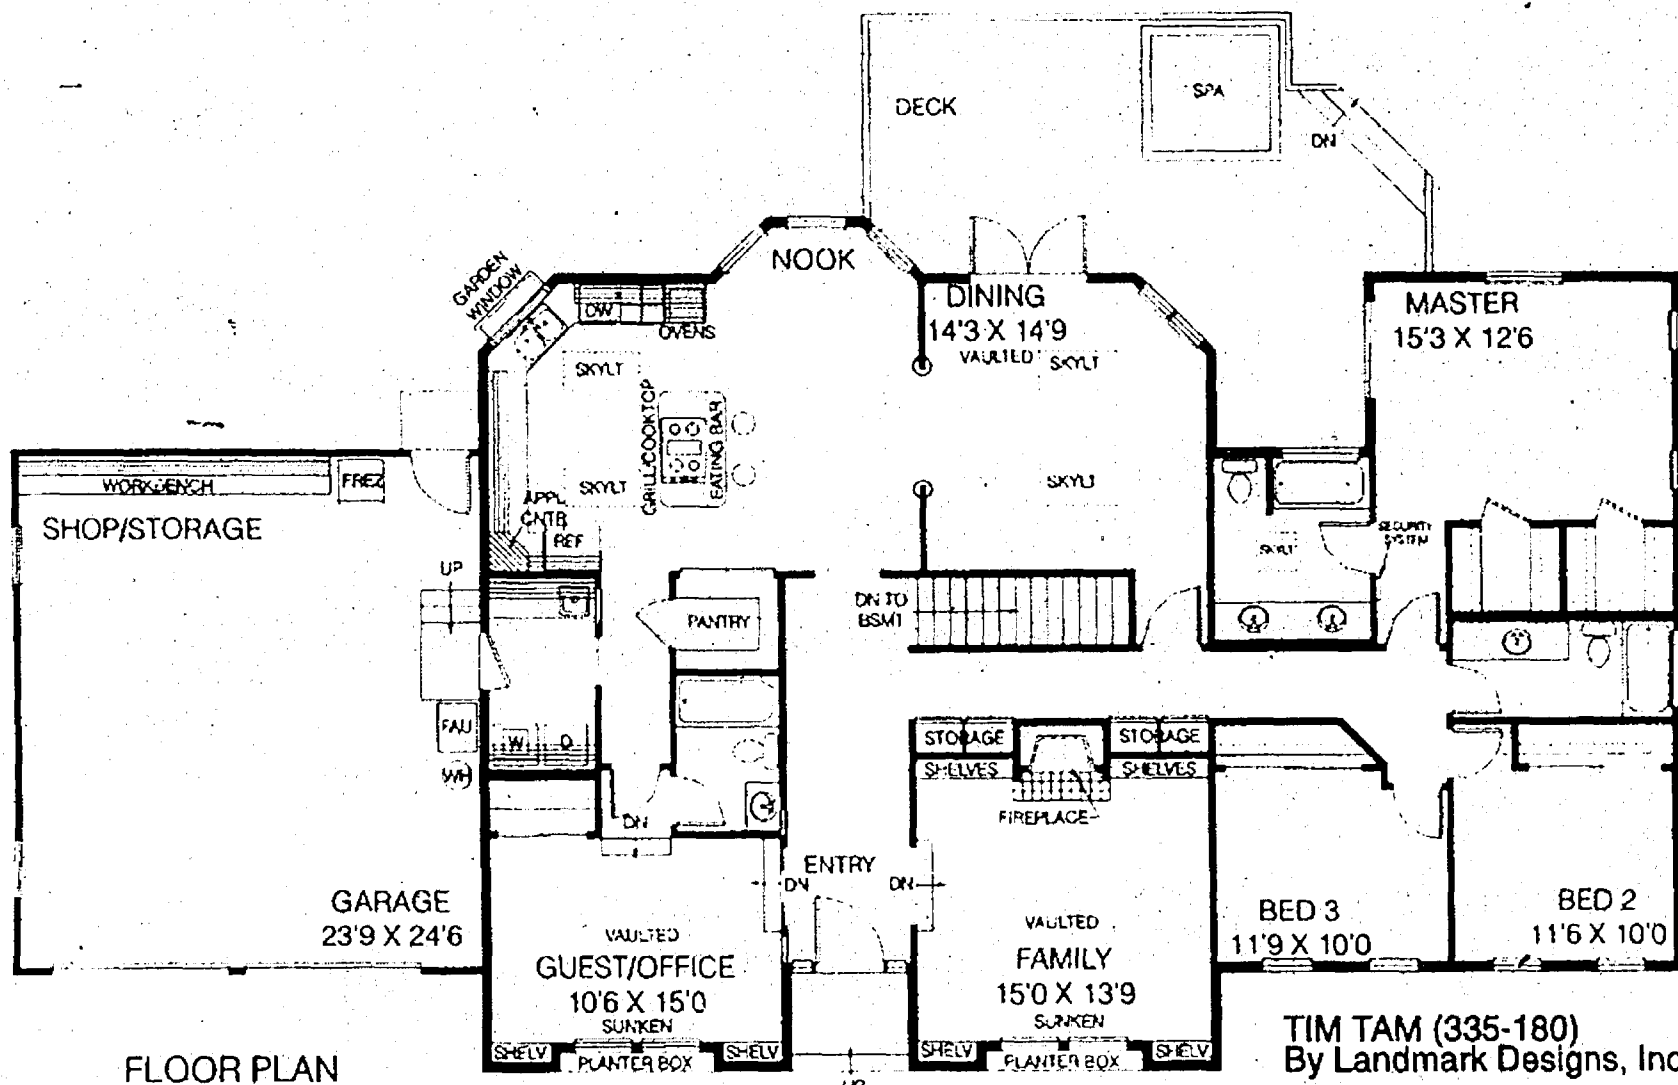 DECK
SPA
DN
NOOK
GARDEN
WINDOW
DW
OVENS
DINING
14'3 X 14'9
VAULTED
SKYLT
SKYLT
MASTER
15'3 X 12'6
GRILL/COOKTOP
EATING BAR
SKYLT
SKYLT
WORKBENCH
FREZ
APPL
CNTR
REF
SHOP/STORAGE
SECURITY
SYSTEM
SKYLT
UP
PANTRY
DN TO
BSMT
FAU
W
D
WH
STORAGE
STORAGE
SHELVES
SHELVES
FIREPLACE
DN
ENTRY
DN
DN
GARAGE
23'9 X 24'6
VAULTED
GUEST/OFFICE
10'6 X 15'0
SUNKEN
VAULTED
FAMILY
15'0 X 13'9
SUNKEN
BED 3
11'9 X 10'0
BED 2
11'6 X 10'0
SHELV
PLANTER BOX
SHELV
SHELV
PLANTER BOX
SHELV
UP
FLOOR PLAN
TIM TAM (335-180)
By Landmark Designs, Inc